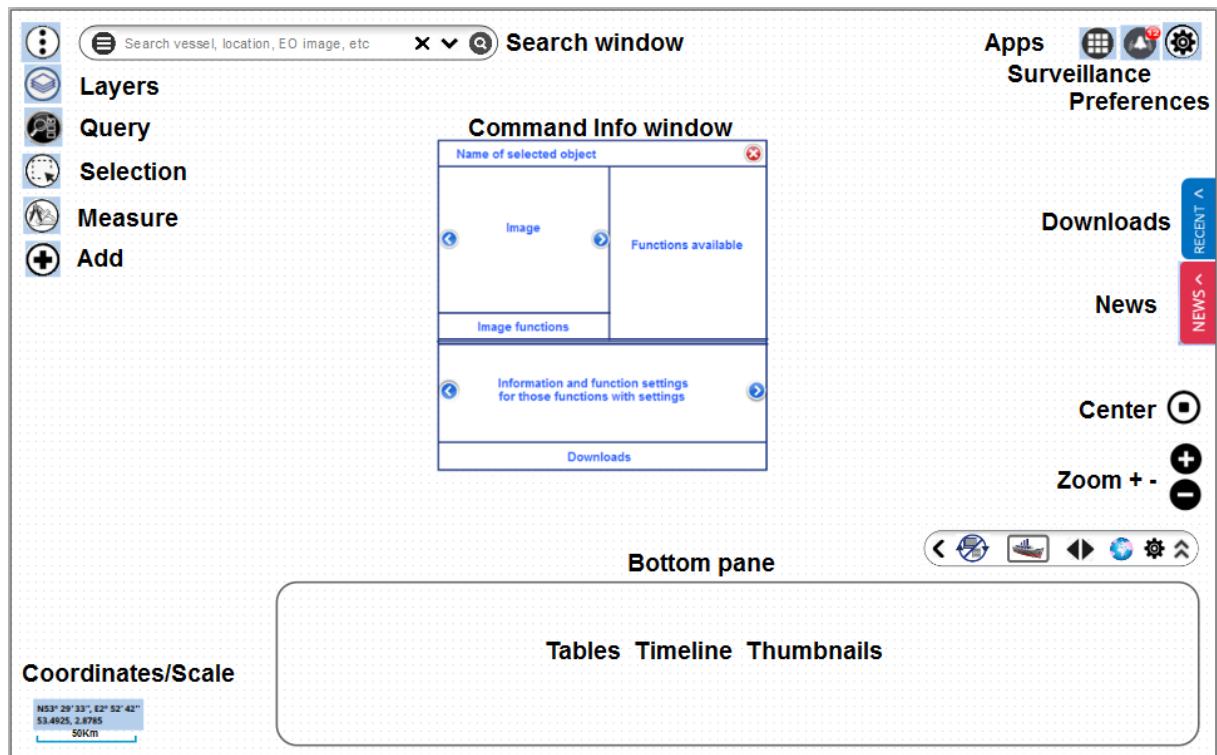 Search vessel, location, EO image, etc
Search window
Apps
12
Surveillance
Preferences
Layers
Query
Selection
Measure
Add
Command Info window
Name of selected object
Image
Functions available
Image functions
Information and function settings
for those functions with settings
Downloads
Downloads
RECENT
News
NEWS
Center
Zoom + -
Bottom pane
Tables Timeline Thumbnails
Coordinates/Scale
N53° 29' 33", E2° 52' 42"
53.4925, 2.8785
50Km